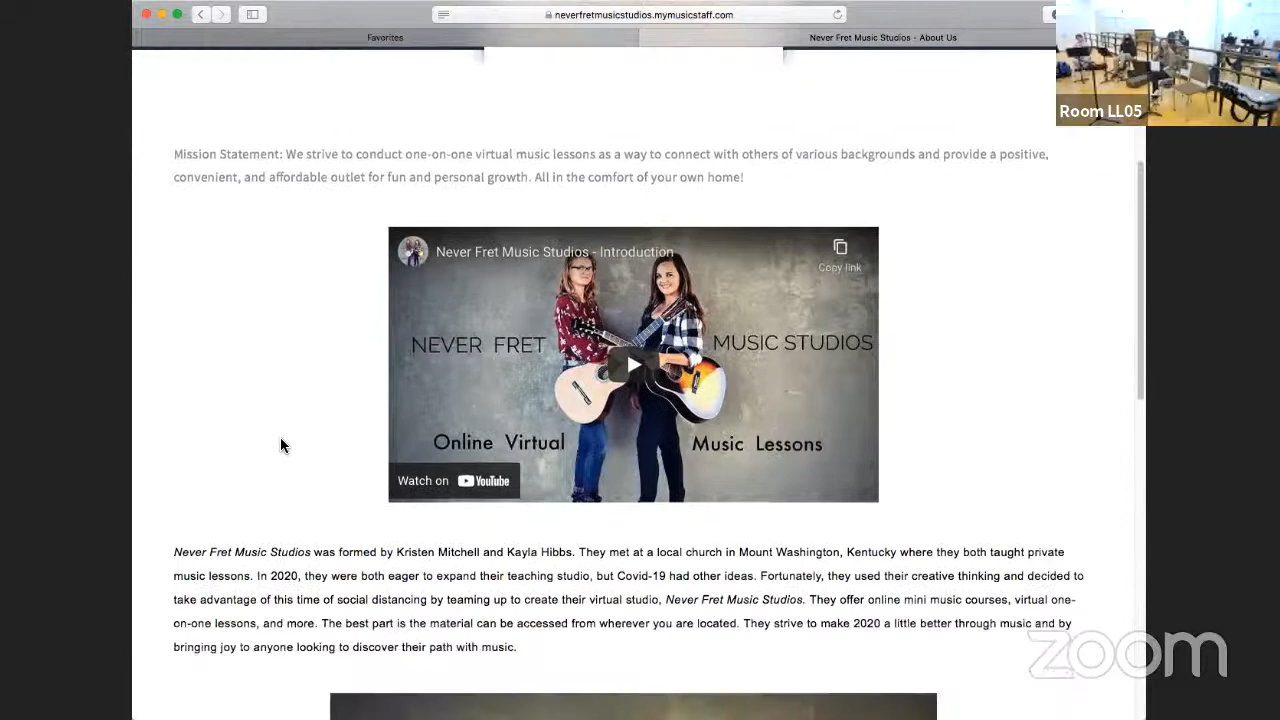 neverfretmusicstudios.mymusicstaff.com
Favorites
Never Fret Music Studios - About Us
Room LL05
Mission Statement: We strive to conduct one-on-one virtual music lessons as a way to connect with others of various backgrounds and provide a positive,
convenient, and affordable outlet for fun and personal growth. All in the comfort of your own home!
Never Fret Music Studios - Introduction
Copy link
NEVER FRET MUSIC STUDIOS
Online Virtual Music Lessons
Watch on YouTube
Never Fret Music Studios was formed by Kristen Mitchell and Kayla Hibbs. They met at a local church in Mount Washington, Kentucky where they both taught private
music lessons. In 2020, they were both eager to expand their teaching studio, but Covid-19 had other ideas. Fortunately, they used their creative thinking and decided to
take advantage of this time of social distancing by teaming up to create their virtual studio, Never Fret Music Studios. They offer online mini music courses, virtual one-
on-one lessons, and more. The best part is the material can be accessed from wherever you are located. They strive to make 2020 a little better through music and by
bringing joy to anyone looking to discover their path with music.
zoom